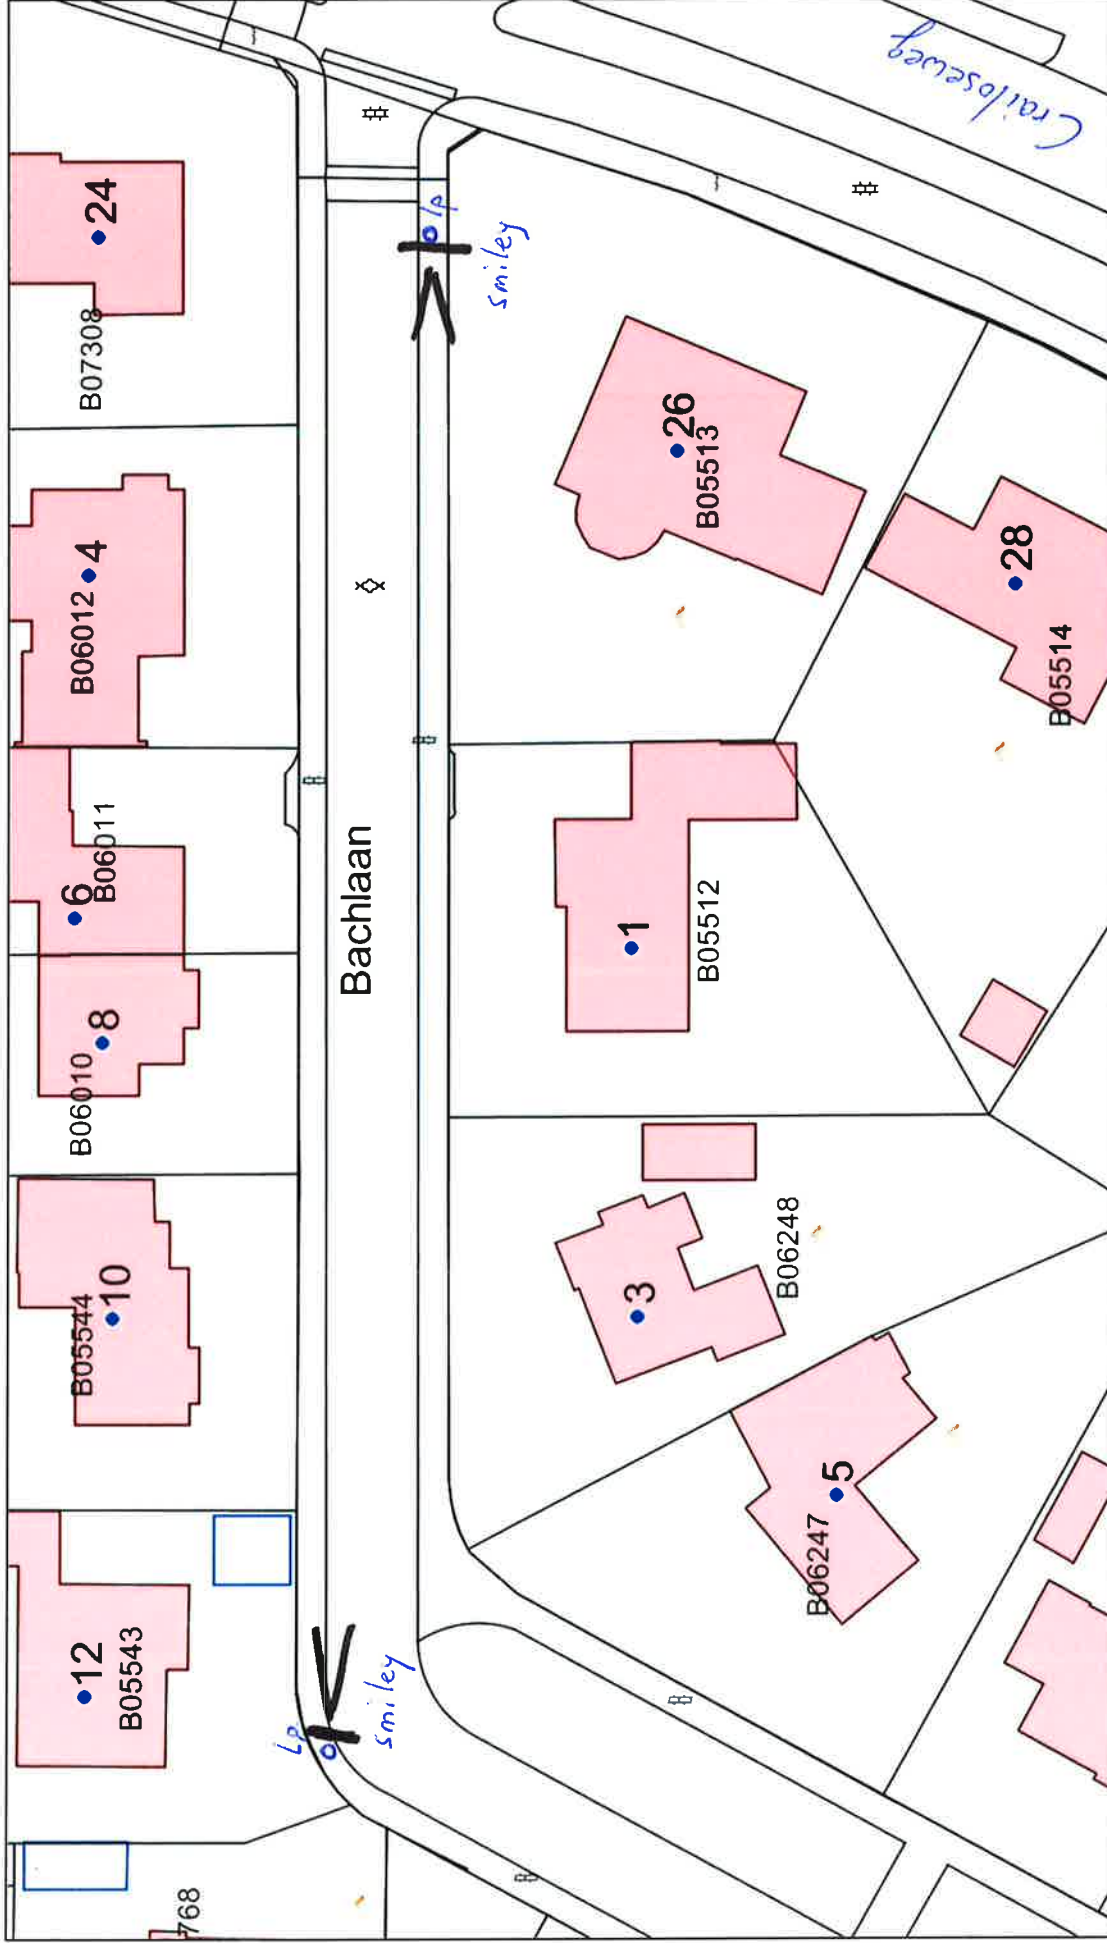 Crailoseweg
24
B07308
lp
smiley
26
B05513
4
B06012
28
B05514
6
B06011
Bachlaan
1
B05512
8
B06010
3
B06248
10
B05544
5
B06247
12
B05543
Lp
smiley
768